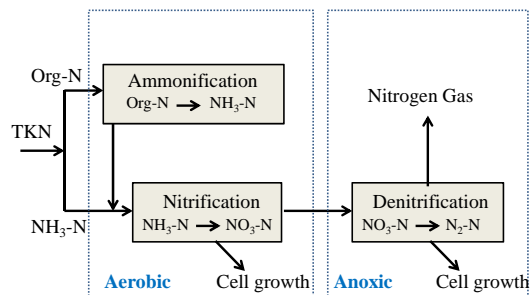 Org-N
Ammonification
Org-N → NH₃-N
Nitrogen Gas
TKN
Nitrification
NH₃-N → NO₃-N
Denitrification
NO₃-N → N₂-N
NH₃-N
Aerobic
Cell growth
Anoxic
Cell growth